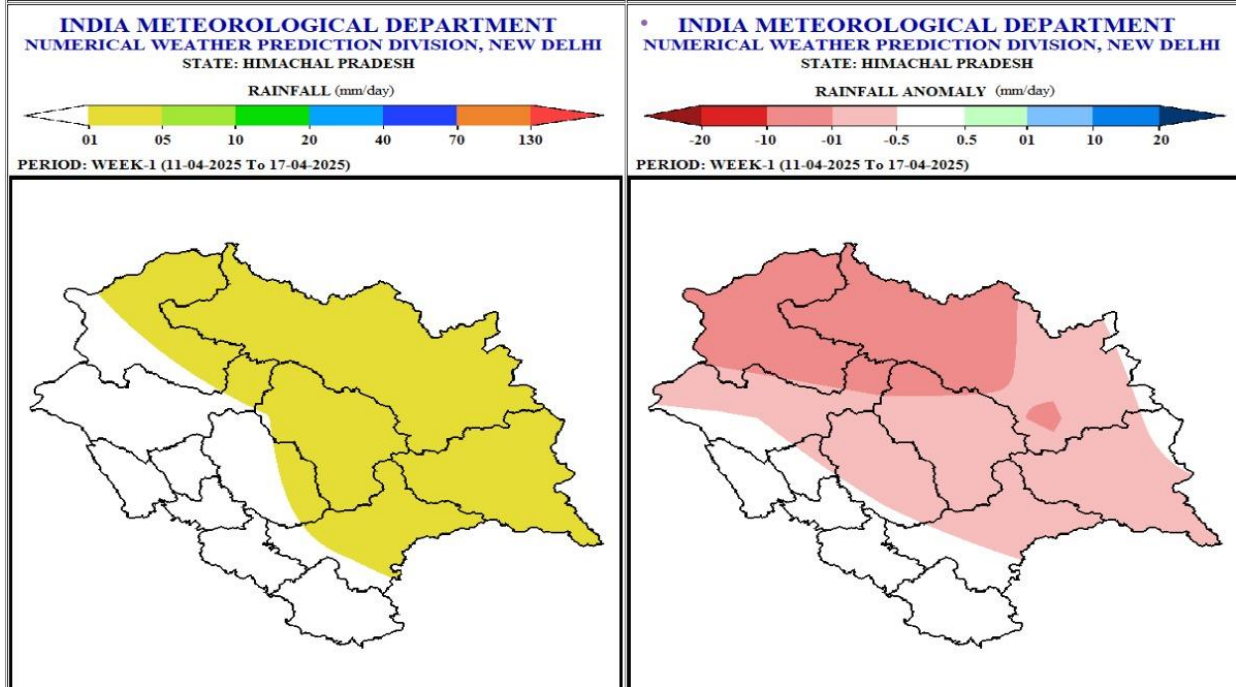 INDIA METEOROLOGICAL DEPARTMENT
NUMERICAL WEATHER PREDICTION DIVISION, NEW DELHI
STATE: HIMACHAL PRADESH
RAINFALL (mm/day)
01 05 10 20 40 70 130
PERIOD: WEEK-1 (11-04-2025 To 17-04-2025)
INDIA METEOROLOGICAL DEPARTMENT
NUMERICAL WEATHER PREDICTION DIVISION, NEW DELHI
STATE: HIMACHAL PRADESH
RAINFALL ANOMALY (mm/day)
-20 -10 -01 -0.5 0.5 01 10 20
PERIOD: WEEK-1 (11-04-2025 To 17-04-2025)